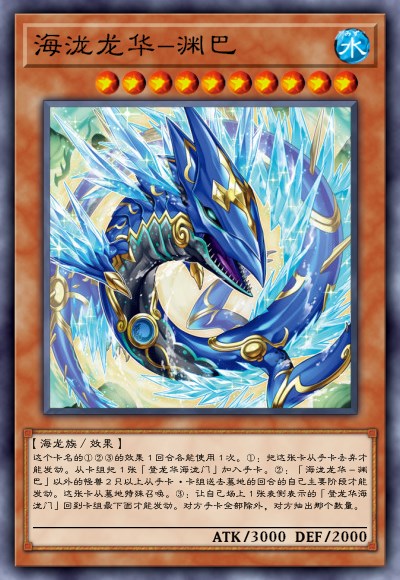 海泷龙华-渊巴
水
【海龙族/效果】
这个卡名的①②③的效果1回合各能使用1次。①:把这张卡从手卡丢弃才
能发动。从卡组把1张「登龙华海泷门」加入手卡。②:「海泷龙华-渊
巴」以外的怪兽2只以上从手卡·卡组送去墓地的回合的自己主要阶段才能
发动。这张卡从墓地特殊召唤。③:让自己场上1张表侧表示的「登龙华海泷
门」回到卡组最下面才能发动。对方手卡全部除外,对方抽出那个数量。
ATK/3000 DEF/2000